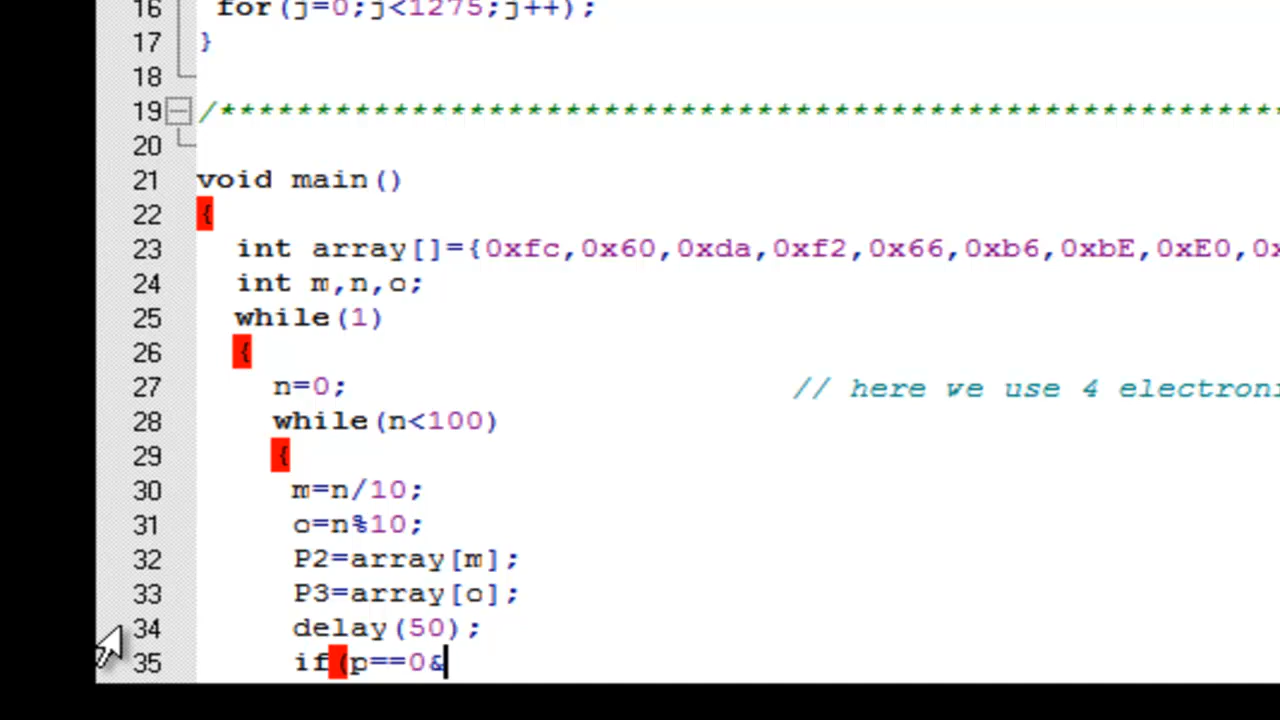 16 for(j=0;j<1275;j++);
17 }
18
19 /********************************************************
20
21 void main()
22 {
23 int array[]={0xfc,0x60,0xda,0xf2,0x66,0xb6,0xbE,0xE0,0x
24 int m,n,o;
25 while(1)
26 {
27 n=0; // here we use 4 electroni
28 while(n<100)
29 {
30 m=n/10;
31 o=n%10;
32 P2=array[m];
33 P3=array[o];
34 delay(50);
35 if(p==0&